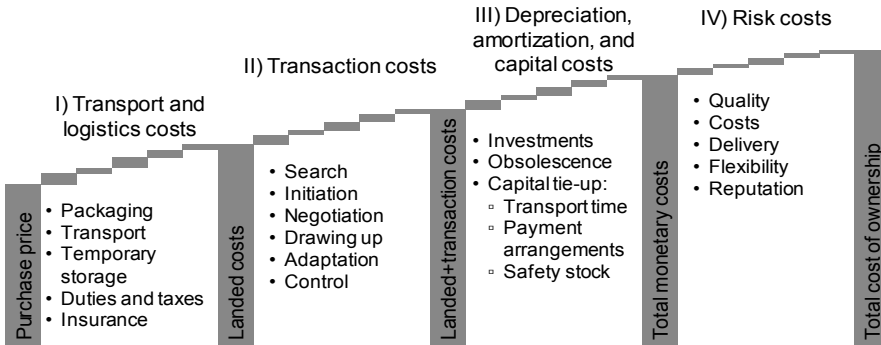 I) Transport and
logistics costs
II) Transaction costs
III) Depreciation,
amortization, and
capital costs
IV) Risk costs
Purchase price
• Packaging
• Transport
• Temporary
storage
• Duties and taxes
• Insurance
Landed costs
• Search
• Initiation
• Negotiation
• Drawing up
• Adaptation
• Control
Landed+transaction costs
• Investments
• Obsolescence
• Capital tie-up:
▫ Transport time
▫ Payment
arrangements
▫ Safety stock
Total monetary costs
• Quality
• Costs
• Delivery
• Flexibility
• Reputation
Total cost of ownership